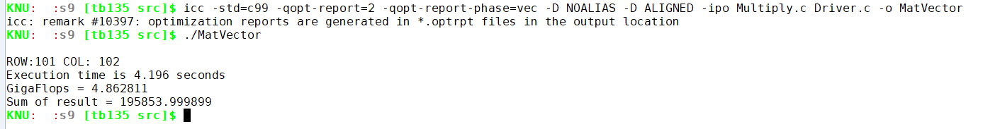 KNU:  :s9 [tb135 src]$ icc -std=c99 -qopt-report=2 -qopt-report-phase=vec -D NOALIAS -D ALIGNED -ipo Multiply.c Driver.c -o MatVector
icc: remark #10397: optimization reports are generated in *.optrpt files in the output location
KNU:  :s9 [tb135 src]$ ./MatVector
ROW:101 COL: 102
Execution time is 4.196 seconds
GigaFlops = 4.862811
Sum of result = 195853.999899
KNU:  :s9 [tb135 src]$